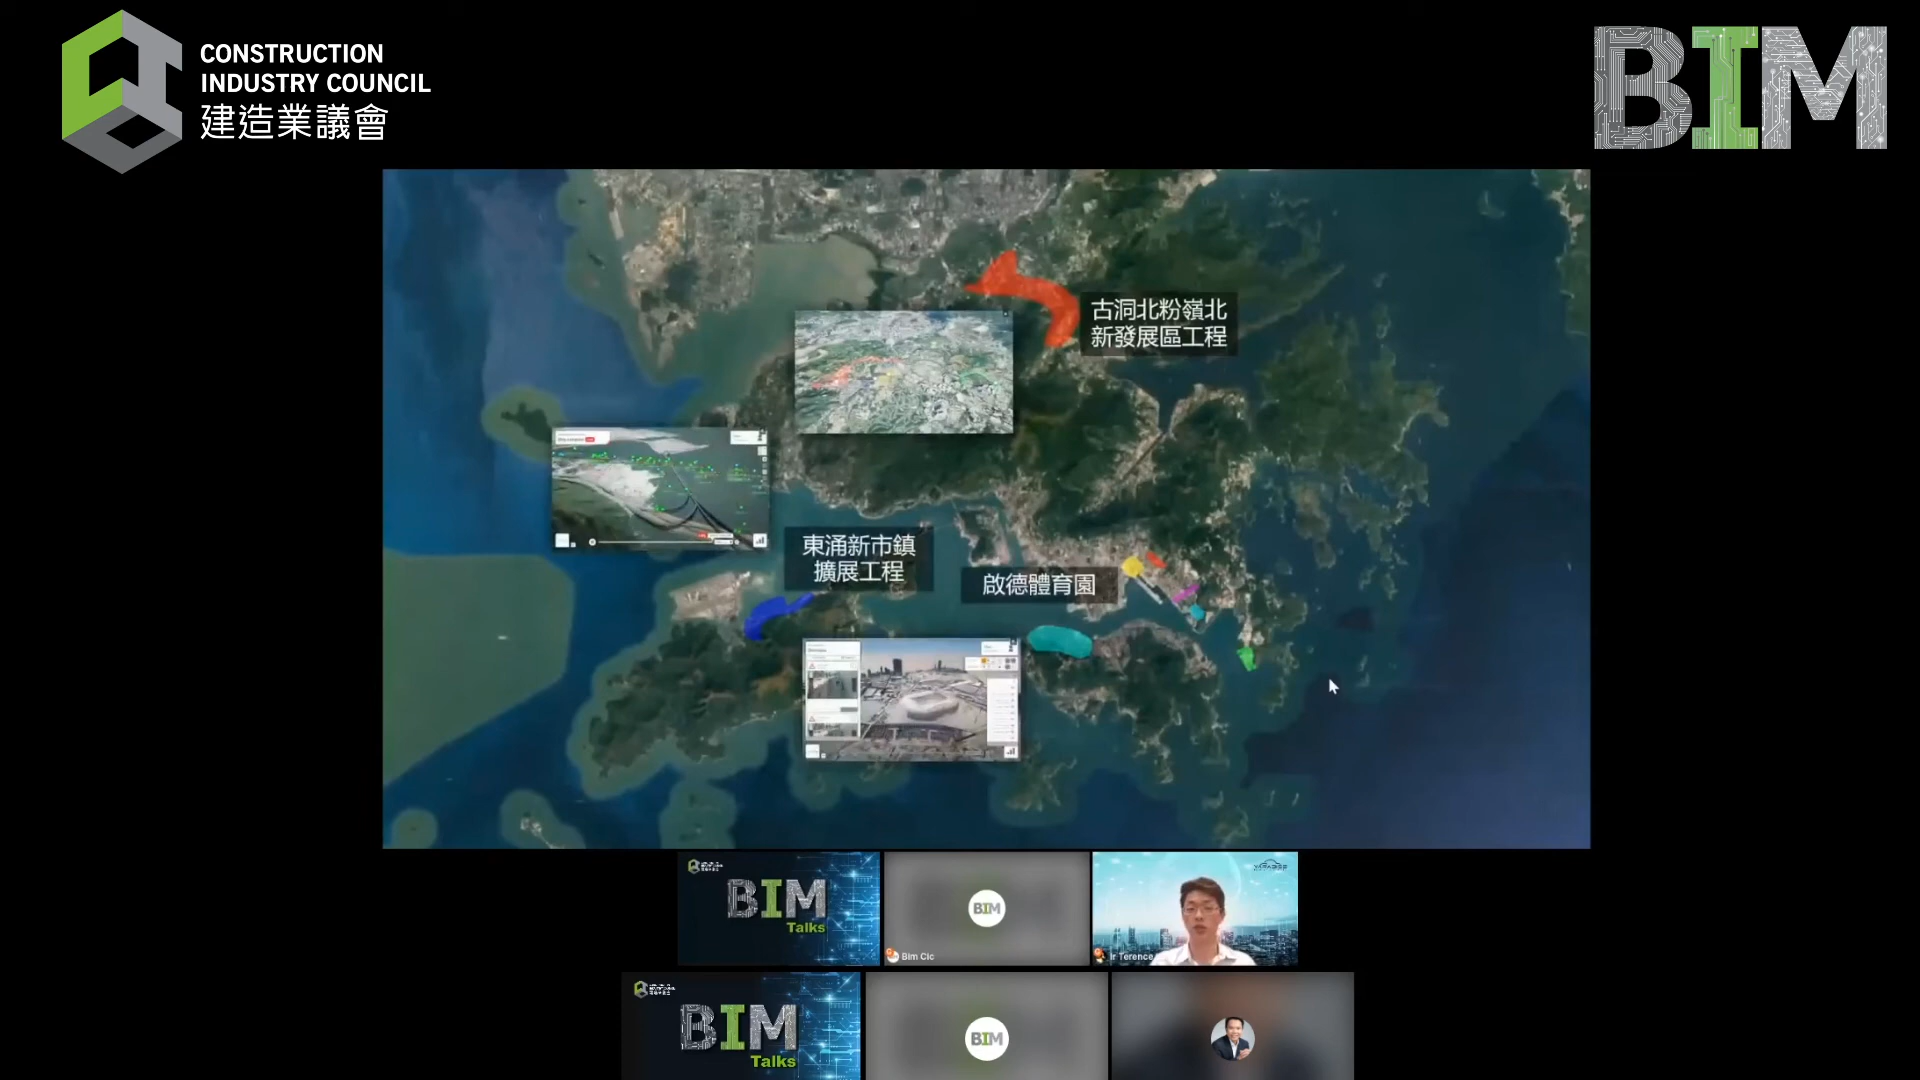 CONSTRUCTION
INDUSTRY COUNCIL
建造業議會
BIM
古洞北粉嶺北
新發展區工程
東涌新市鎮
擴展工程
啟德體育園
BIM
Talks
BIM
Bim Cic
Ir Terence
BIM
Talks
BIM